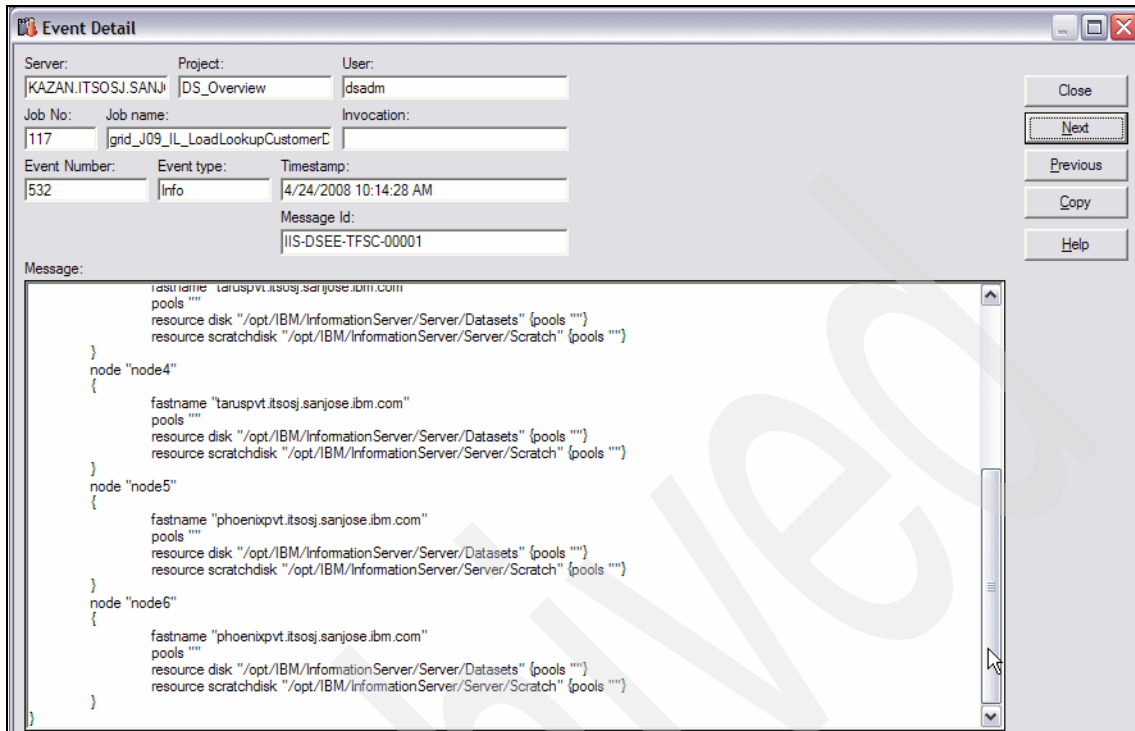 Event Detail
Server: Project: User:
KAZAN.ITSOSJ.SANJ DS_Overview dsadm
Close
Job No: Job name: Invocation:
117 grid_J09_IL_LoadLookupCustomerD
Next
Event Number: Event type: Timestamp:
532 Info 4/24/2008 10:14:28 AM
Previous
Message Id:
Copy
IIS-DSEE-TFSC-00001
Help
Message:
fastname "taruspvt.itsosj.sanjose.ibm.com"
pools ""
resource disk "/opt/IBM/InformationServer/Server/Datasets" {pools ""}
resource scratchdisk "/opt/IBM/InformationServer/Server/Scratch" {pools ""}
}
node "node4"
{
fastname "taruspvt.itsosj.sanjose.ibm.com"
pools ""
resource disk "/opt/IBM/InformationServer/Server/Datasets" {pools ""}
resource scratchdisk "/opt/IBM/InformationServer/Server/Scratch" {pools ""}
}
node "node5"
{
fastname "phoenixpvt.itsosj.sanjose.ibm.com"
pools ""
resource disk "/opt/IBM/InformationServer/Server/Datasets" {pools ""}
resource scratchdisk "/opt/IBM/InformationServer/Server/Scratch" {pools ""}
}
node "node6"
{
fastname "phoenixpvt.itsosj.sanjose.ibm.com"
pools ""
resource disk "/opt/IBM/InformationServer/Server/Datasets" {pools ""}
resource scratchdisk "/opt/IBM/InformationServer/Server/Scratch" {pools ""}
}
}